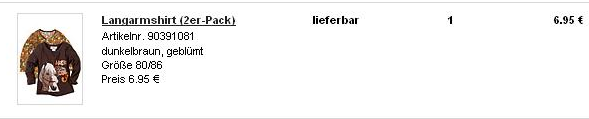 Langarmshirt (2er-Pack) lieferbar 1 6.95 €
Artikelnr. 90391081
dunkelbraun, geblümt
Größe 80/86
Preis 6.95 €